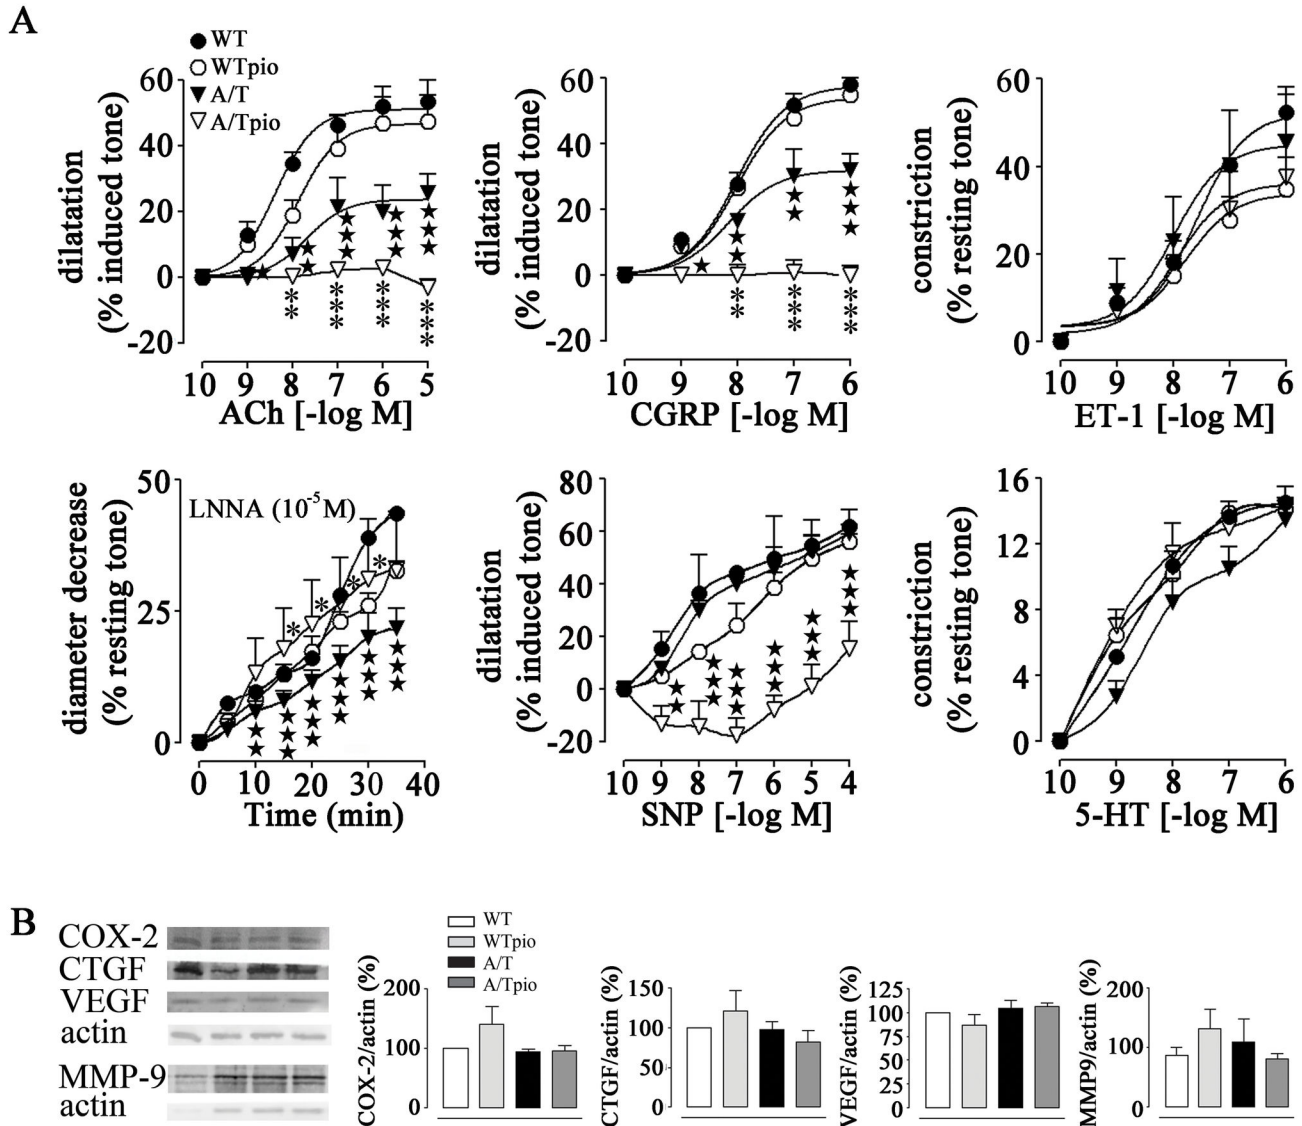 A
WT
WTpio
A/T
A/Tpio
60
40
20
0
-20
dilatation
(% induced tone)
10 9 8 7 6 5
ACh [-log M]
60
40
20
0
-20
dilatation
(% induced tone)
10 9 8 7 6
CGRP [-log M]
60
40
20
0
constriction
(% resting tone)
10 9 8 7 6
ET-1 [-log M]
50
25
0
diameter decrease
(% resting tone)
LNNA (10-5M)
0 10 20 30 40
Time (min)
80
60
40
20
0
-20
dilatation
(% induced tone)
10 9 8 7 6 5 4
SNP [-log M]
16
12
8
4
0
constriction
(% resting tone)
10 9 8 7 6
5-HT [-log M]
B
COX-2
CTGF
VEGF
actin
MMP-9
actin
WT
WTpio
A/T
A/Tpio
COX-2/actin (%)
200
100
0
CTGF/actin (%)
150
100
50
0
VEGF/actin (%)
125
100
75
50
25
0
MMP9/actin (%)
200
100
0